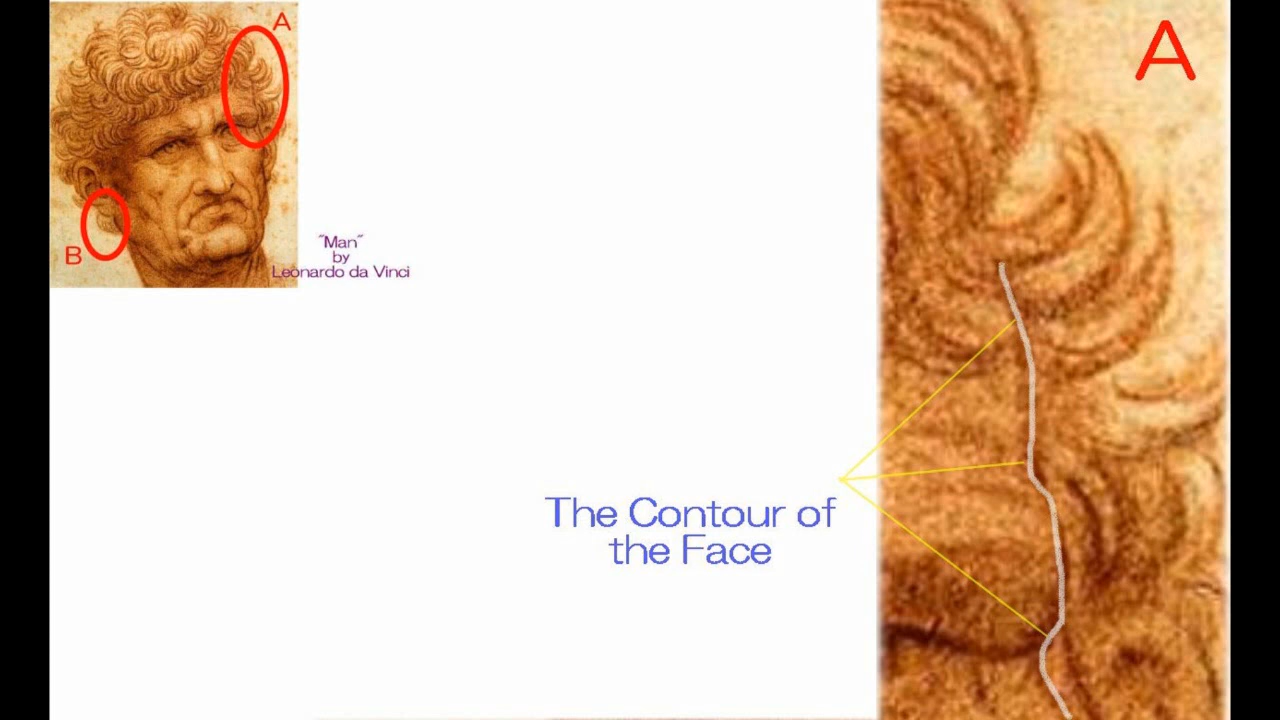 A
B
"Man"
by
Leonardo da Vinci
The Contour of
the Face
A